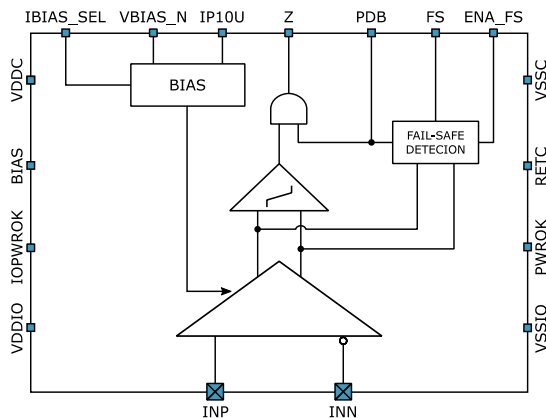 IBIAS_SEL VBIAS_N IP10U Z PDB FS ENA_FS
VDDC
BIAS
IOPWROK
VDDIO
BIAS
FAIL-SAFE
DETECION
VSSC
RETC
PWROK
VSSIO
INP INN